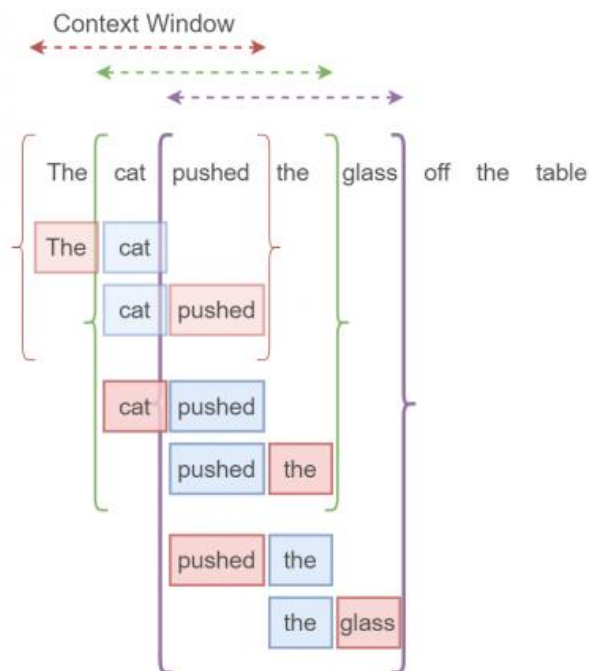 Context Window
The cat pushed the glass off the table
The cat
cat pushed
cat pushed
pushed the
pushed the
the glass